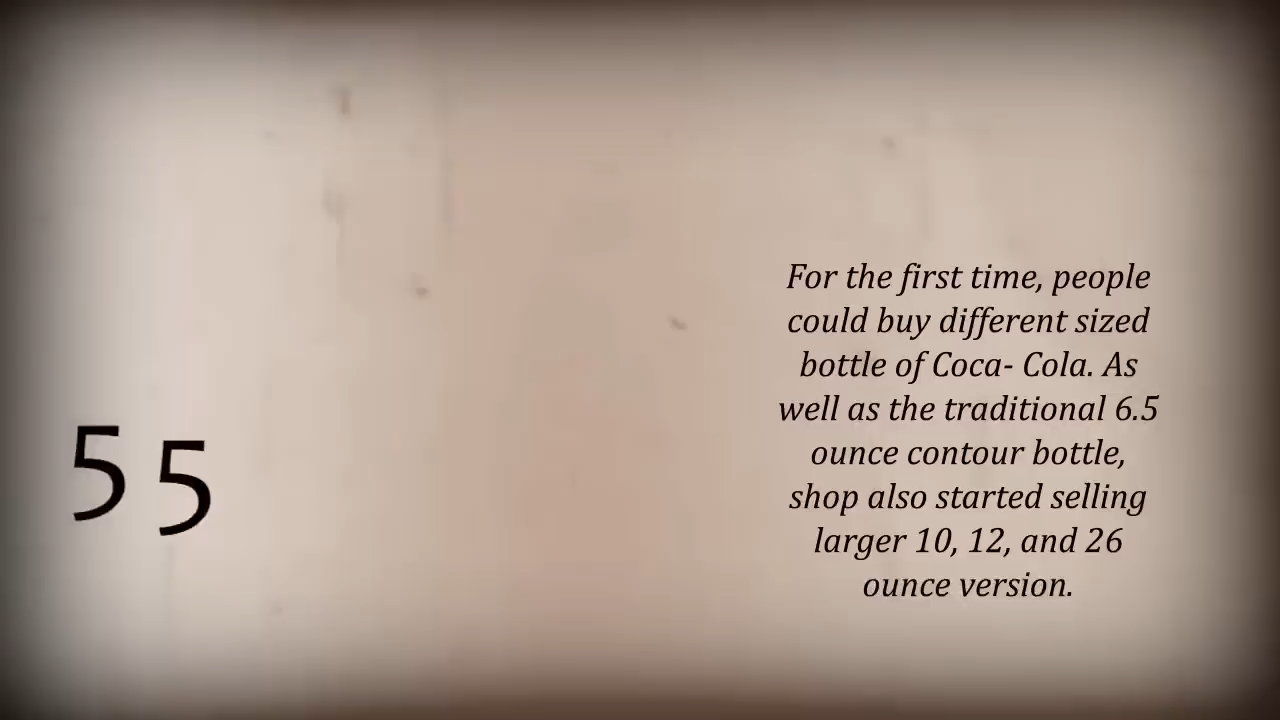 For the first time, people
could buy different sized
bottle of Coca- Cola. As
well as the traditional 6.5
ounce contour bottle,
shop also started selling
larger 10, 12, and 26
ounce version.
55